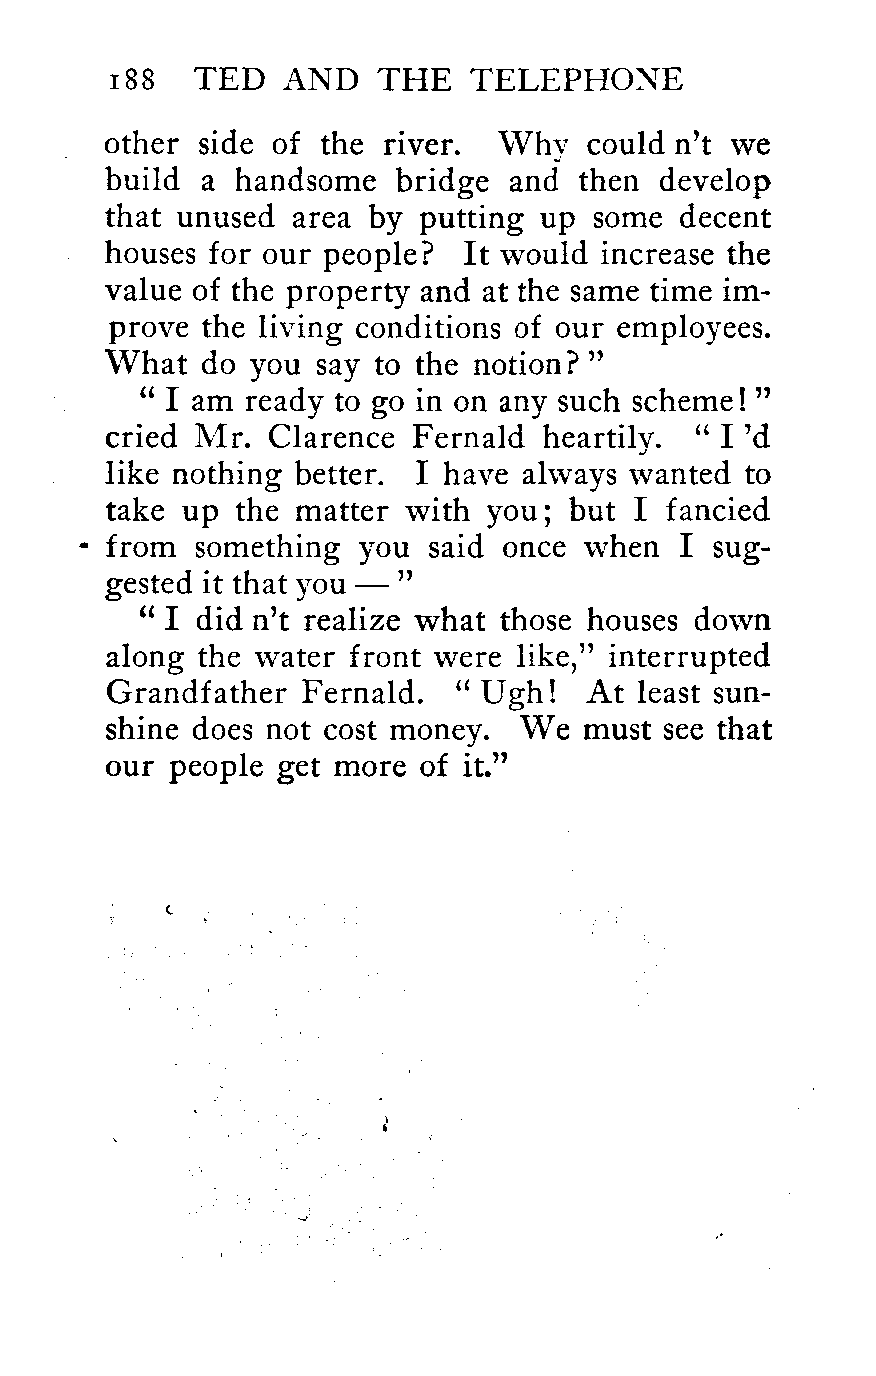 188 TED AND THE TELEPHONE
other side of the river. Why could n't we
build a handsome bridge and then develop
that unused area by putting up some decent
houses for our people? It would increase the
value of the property and at the same time im-
prove the living conditions of our employees.
What do you say to the notion? "
" I am ready to go in on any such scheme! "
cried Mr. Clarence Fernald heartily. " I 'd
like nothing better. I have always wanted to
take up the matter with you; but I fancied
from something you said once when I sug-
gested it that you — "
" I did n't realize what those houses down
along the water front were like," interrupted
Grandfather Fernald. " Ugh! At least sun-
shine does not cost money. We must see that
our people get more of it."